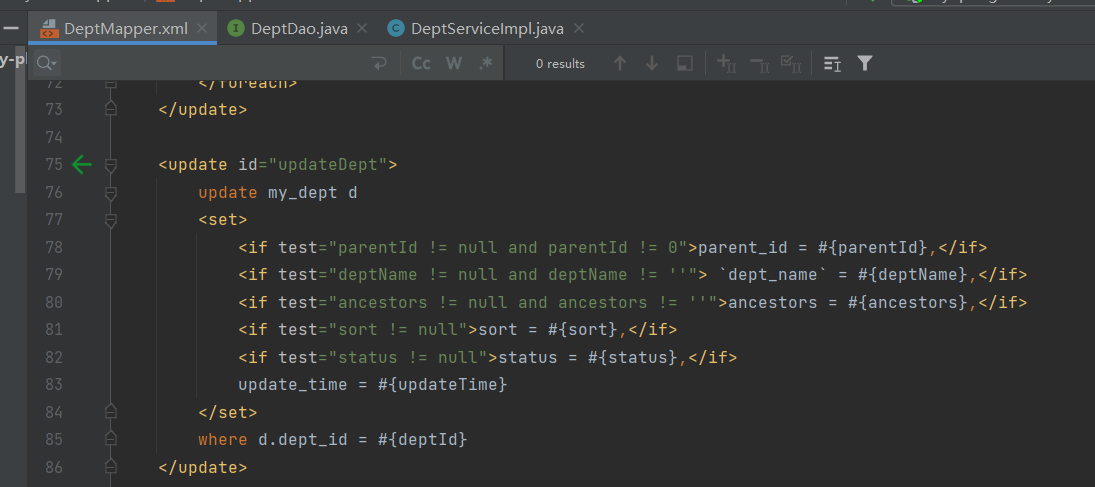 DeptMapper.xml
DeptDao.java
DeptServiceImpl.java
Cc W .* 0 results
72 </foreach>
73 </update>
74
75 <update id="updateDept">
76 update my_dept d
77 <set>
78 <if test="parentId != null and parentId != 0">parent_id = #{parentId},</if>
79 <if test="deptName != null and deptName != ''"> `dept_name` = #{deptName},</if>
80 <if test="ancestors != null and ancestors != ''">ancestors = #{ancestors},</if>
81 <if test="sort != null">sort = #{sort},</if>
82 <if test="status != null">status = #{status},</if>
83 update_time = #{updateTime}
84 </set>
85 where d.dept_id = #{deptId}
86 </update>